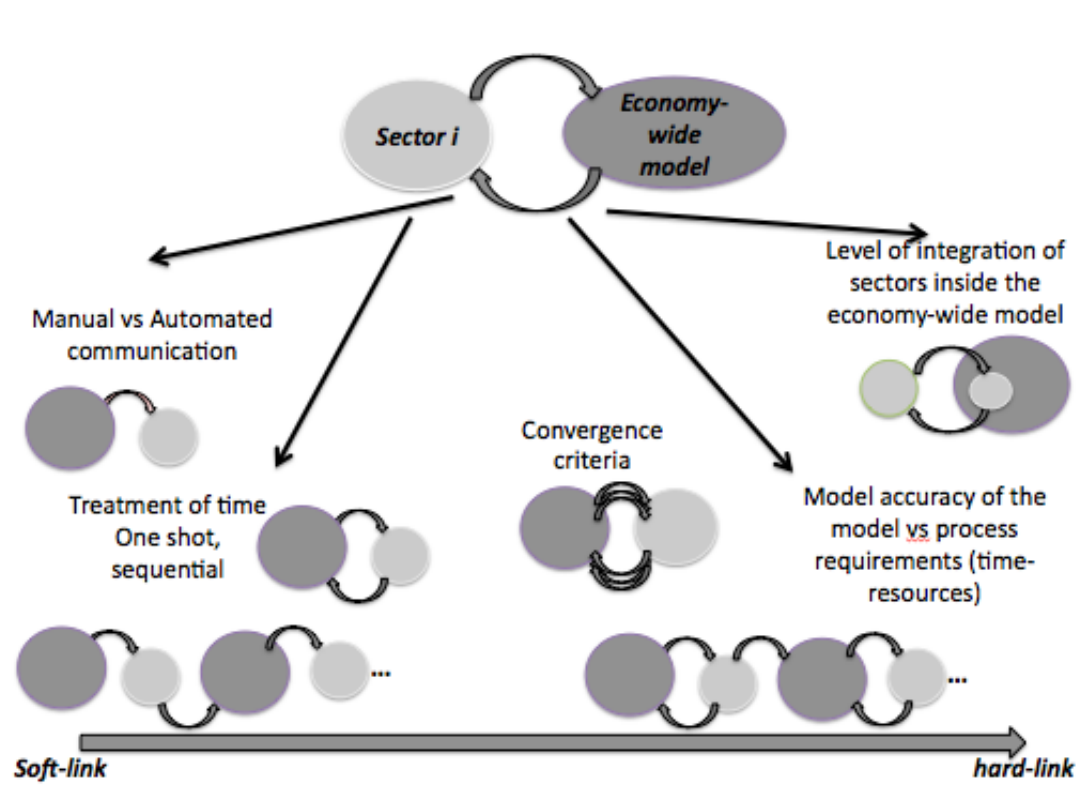 Sector i
Economy-
wide
model
Level of integration of
sectors inside the
economy-wide model
Manual vs Automated
communication
Convergence
criteria
Treatment of time
One shot,
sequential
Model accuracy of the
model vs process
requirements (time-
resources)
...
...
Soft-link
hard-link